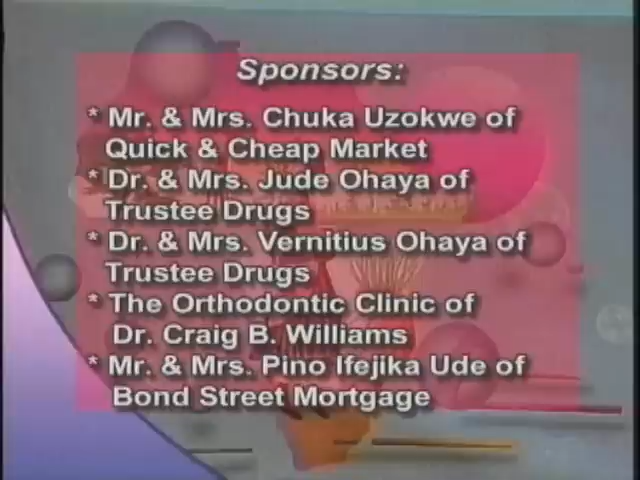 Sponsors:
* Mr. & Mrs. Chuka Uzokwe of
Quick & Cheap Market
* Dr. & Mrs. Jude Ohaya of
Trustee Drugs
* Dr. & Mrs. Vernitius Ohaya of
Trustee Drugs
* The Orthodontic Clinic of
Dr. Craig B. Williams
* Mr. & Mrs. Pino Ifejika Ude of
Bond Street Mortgage